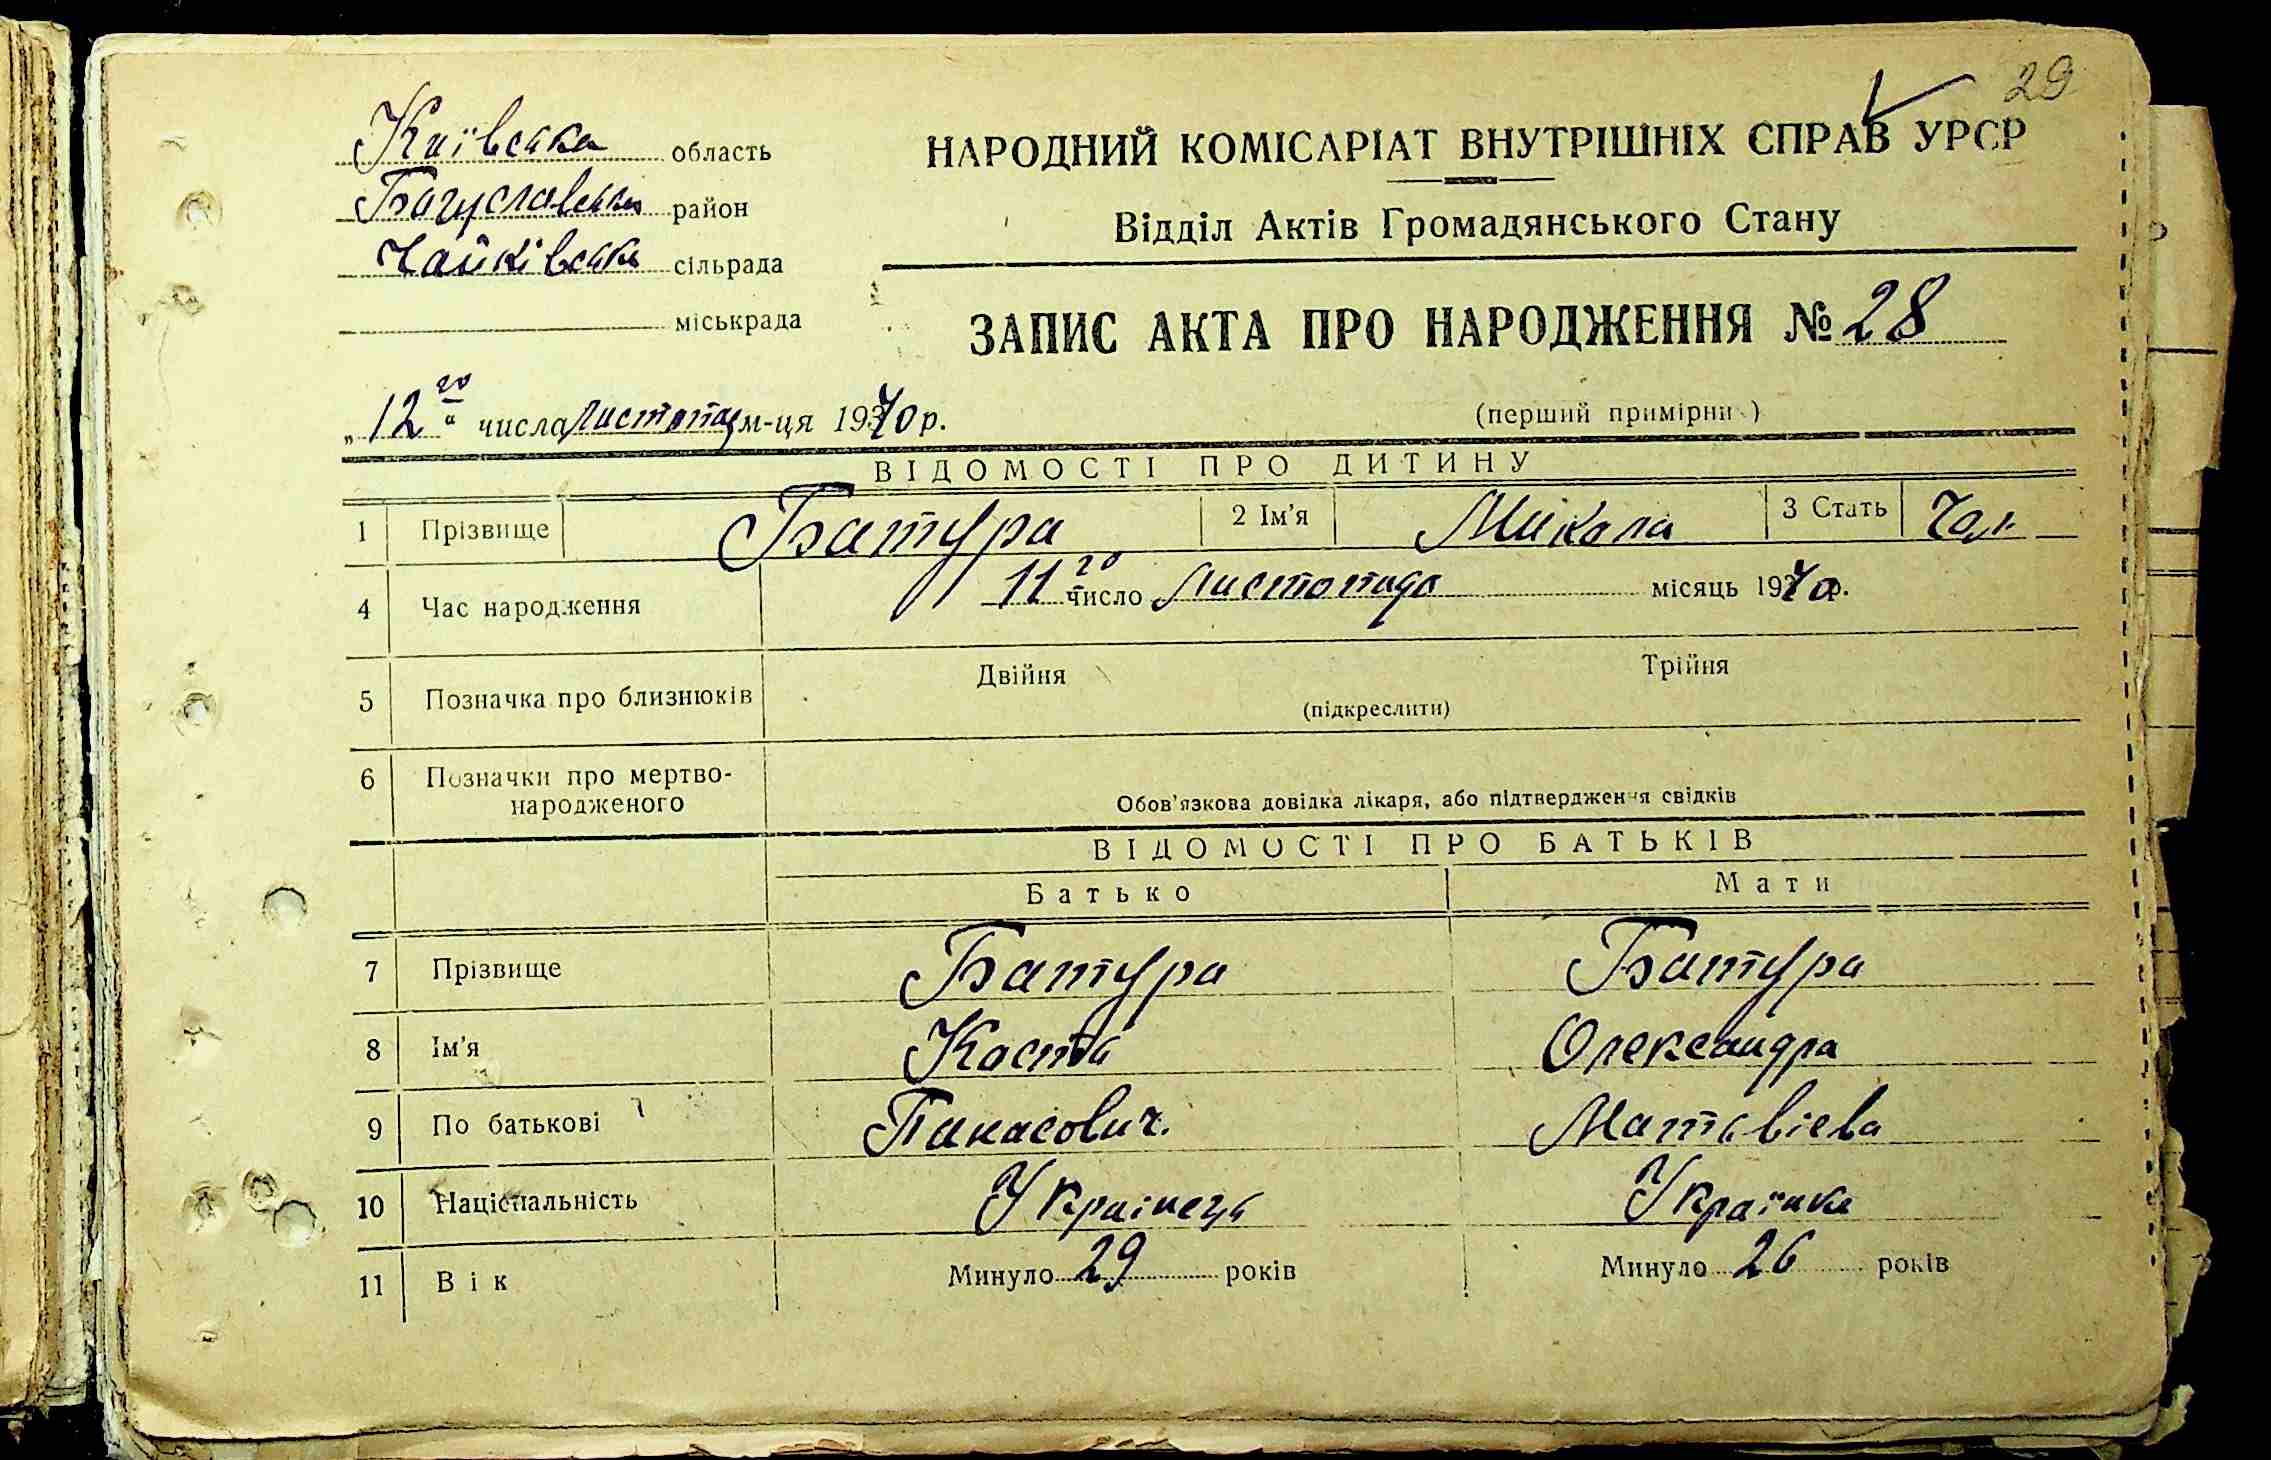 29
Київська область
Богуславський район
Чайківська сільрада
міськрада
НАРОДНИЙ КОМІСАРІАТ ВНУТРІШНІХ СПРАВ УРСР
Відділ Актів Громадянського Стану
ЗАПИС АКТА ПРО НАРОДЖЕННЯ № 28
„12го“ числа листопад м-ця 1940 р.
(перший примірник)
ВІДОМОСТІ ПРО ДИТИНУ
1 Прізвище Батура 2 Ім'я Микола 3 Стать Чол
4 Час народження 11го число листопада місяць 1940р.
5 Позначка про близнюків Двійня Трійня
(підкреслити)
6 Позначки про мертво-
народженого
Обов'язкова довідка лікаря, або підтвердження свідків
ВІДОМОСТІ ПРО БАТЬКІВ
Батько Мати
7 Прізвище Батура Батура
8 Ім'я Кость Олександра
9 По батькові Панасович. Матвієва
10 Національність Українець Українка
11 Вік Минуло 29 років Минуло 26 років